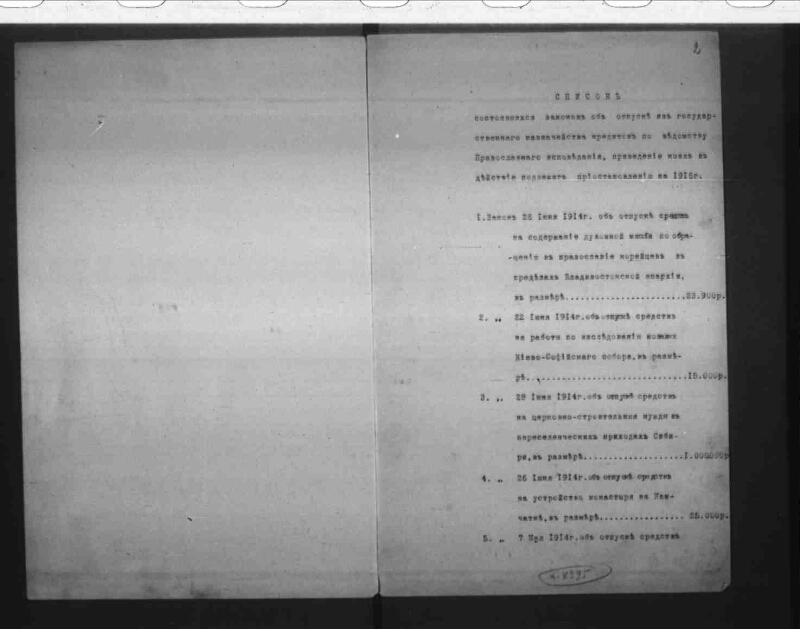 2
СПИСОКЪ
состоявшихся законовъ объ отпускѣ изъ государ-
ственнаго казначейства кредитовъ по вѣдомству
Православнаго исповѣданія, приведеніе коихъ въ
дѣйствіе подлежитъ пріостановленію на 1915г.
1. Законъ 26 Іюня 1914г. объ отпускѣ средствъ
на содержаніе духовной миссіи по обра-
щенію въ православіе корейцевъ въ
предѣлахъ Владивостокской епархіи,
въ размѣрѣ......................23.900р.
2. „ 22 Іюня 1914г. объ отпускѣ средствъ
на работы по изслѣдованію
Кіево-Софійскаго собора, въ размѣ-
рѣ..............................15.000р.
3. „ 29 Іюня 1914г. объ отпускѣ средствъ
на церковно-строительныя нужды въ
переселенческихъ приходахъ Сиби-
ри, въ размѣрѣ...................1.000000р
4. „ 26 Іюня 1914г. объ отпускѣ средствъ
на устройство монастыря на Кам-
чаткѣ, въ размѣрѣ................ 25.000р.
5. „ 7 Мая 1914г. объ отпускѣ средствъ